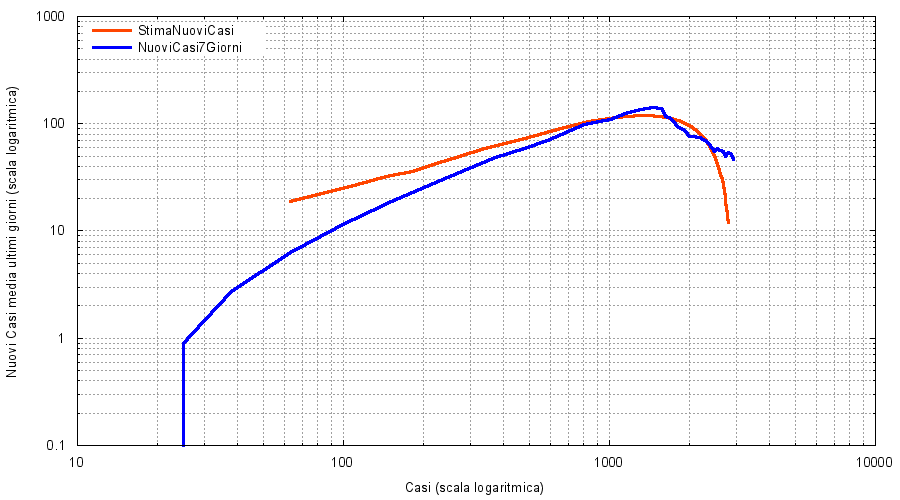 1000
StimaNuoviCasi
NuoviCasi7Giorni
100
10
1
0.1
Nuovi Casi media ultimi giorni (scala logaritmica)
10
100
1000
10000
Casi (scala logaritmica)